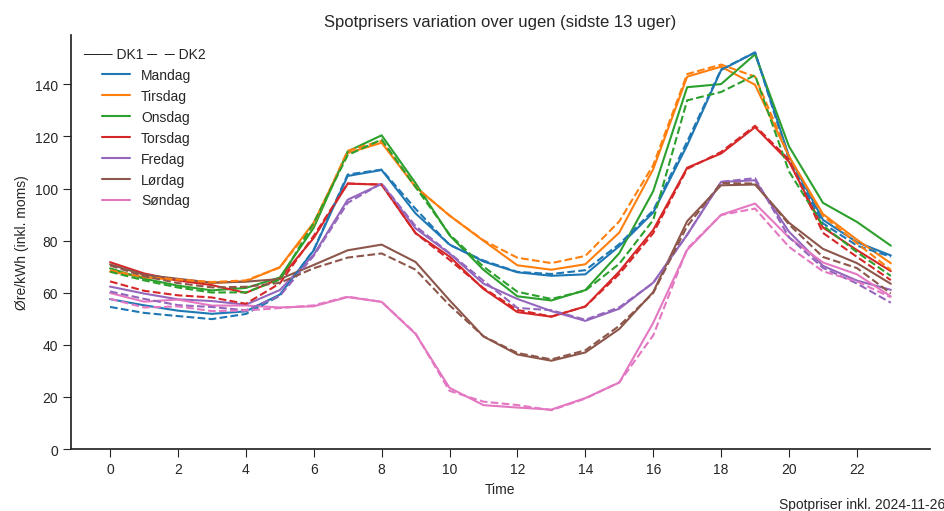 Spotprisers variation over ugen (sidste 13 uger)
DK1 DK2
Mandag
Tirsdag
Onsdag
Torsdag
Fredag
Lørdag
Søndag
Øre/kWh (inkl. moms)
140
120
100
80
60
40
20
0
0 2 4 6 8 10 12 14 16 18 20 22
Time
Spotpriser inkl. 2024-11-26